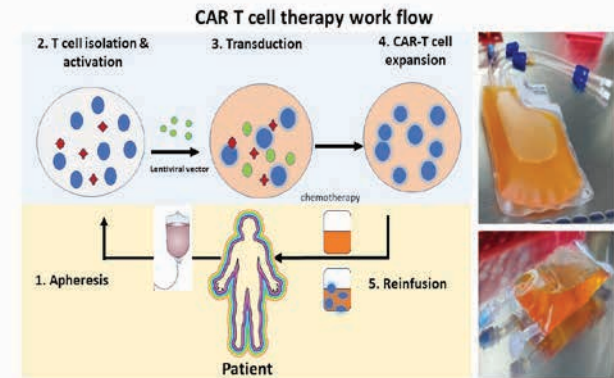 CAR T cell therapy work flow
2. T cell isolation &
activation
3. Transduction
4. CAR-T cell
expansion
Lentiviral vector
chemotherapy
1. Apheresis
5. Reinfusion
Patient